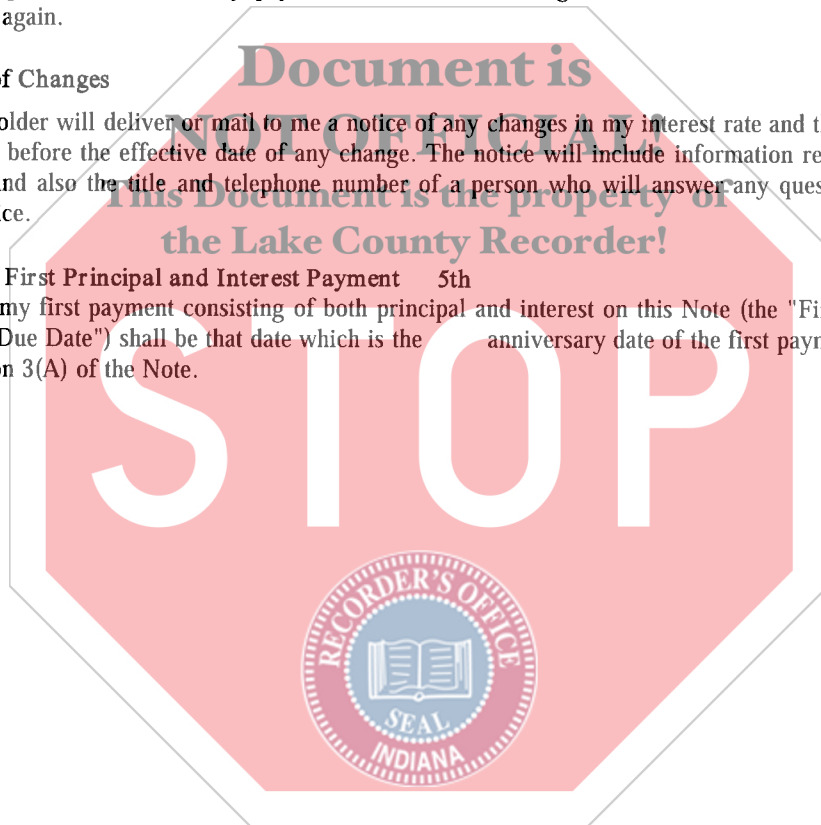 again.
of Changes
older will deliver or mail to me a notice of any changes in my interest rate and
before the effective date of any change. The notice will include information
and also the title and telephone number of a person who will answer any
ce.
First Principal and Interest Payment 5th
my first payment consisting of both principal and interest on this Note (the
Due Date") shall be that date which is the anniversary date of the first
on 3(A) of the Note.
Document is
NOT OFFICIAL!
This Document is the property of
the Lake County Recorder!
STOP
RECORDER'S OFFICE
SEAL
INDIANA